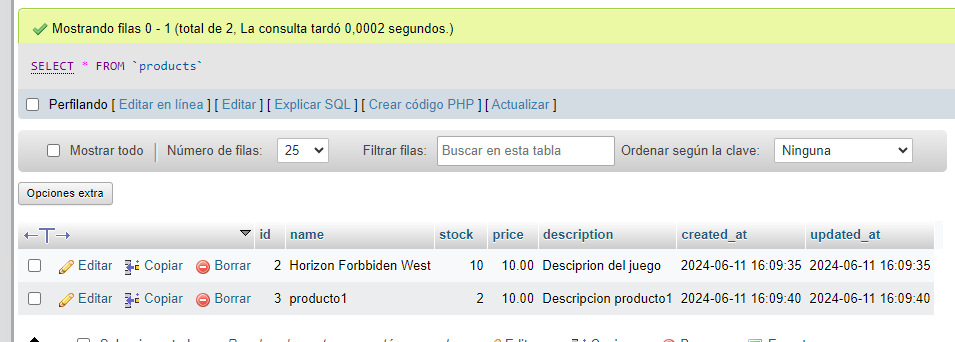 Mostrando filas 0 - 1 (total de 2, La consulta tardó 0,0002 segundos.)
SELECT * FROM `products`
Perfilando [ Editar en línea ] [ Editar ] [ Explicar SQL ] [ Crear código PHP ] [ Actualizar ]
Mostrar todo | Número de filas: 25 Filtrar filas: Buscar en esta tabla Ordenar según la clave: Ninguna
Opciones extra
←T→ id name stock price description created_at updated_at
Editar Copiar Borrar 2 Horizon Forbbiden West 10 10.00 Desciprion del juego 2024-06-11 16:09:35 2024-06-11 16:09:35
Editar Copiar Borrar 3 producto1 2 10.00 Descripcion producto1 2024-06-11 16:09:40 2024-06-11 16:09:40